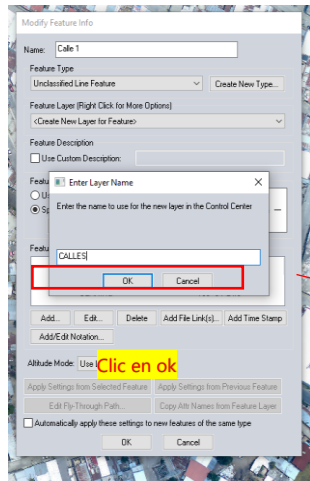 Modify Feature Info
Name: Calle 1
Feature Type
Unclassified Line Feature
Create New Type...
Feature Layer (Right Click for More Options)
<Create New Layer for Feature>
Feature Description
Use Custom Description:
Enter Layer Name
Enter the name to use for the new layer in the Control Center
CALLES
OK Cancel
Add... Edit... Delete Add File Link(s)... Add Time Stamp
Add/Edit Notation...
Altitude Mode: Use
Clic en ok
Apply Settings from Selected Feature Apply Settings from Previous Feature
Edit Fly-Through Path... Copy Attr Names from Feature Layer
Automatically apply these settings to new features of the same type
OK Cancel